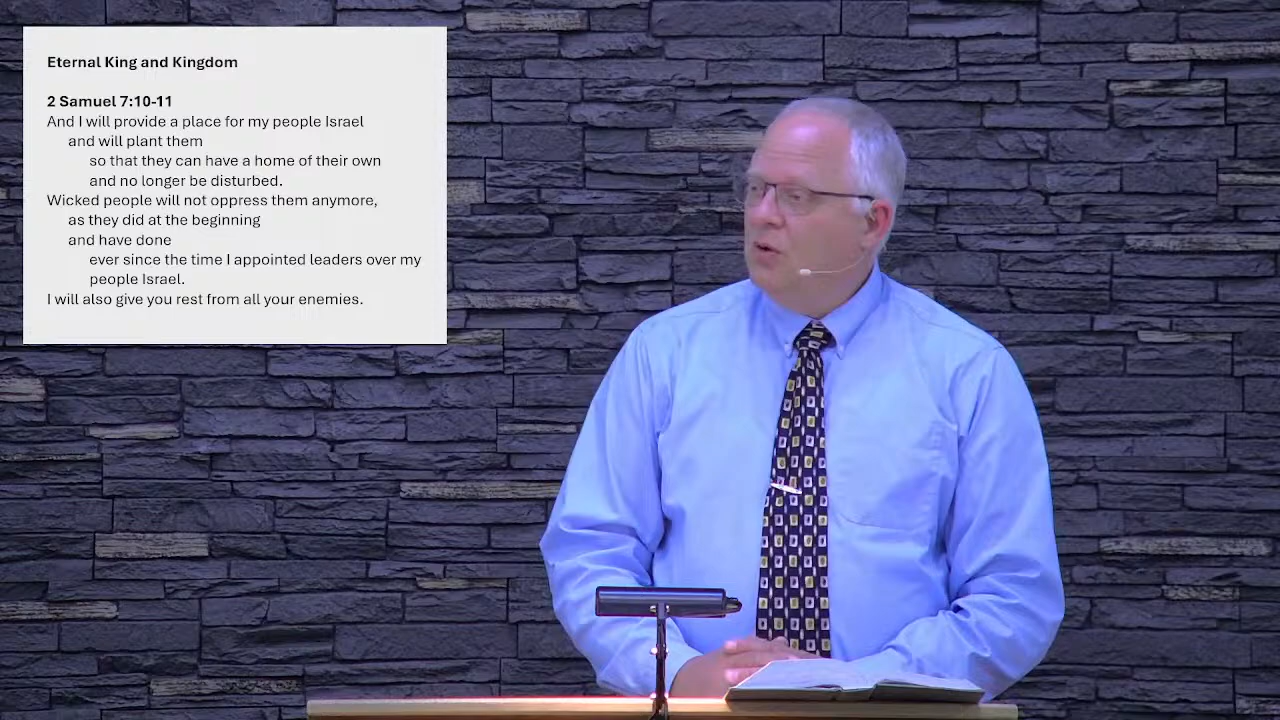 Eternal King and Kingdom
2 Samuel 7:10-11
And I will provide a place for my people Israel
and will plant them
so that they can have a home of their own
and no longer be disturbed.
Wicked people will not oppress them anymore,
as they did at the beginning
and have done
ever since the time I appointed leaders over my
people Israel.
I will also give you rest from all your enemies.